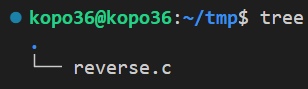 kopo36@kopo36:~/tmp$ tree
.
└── reverse.c